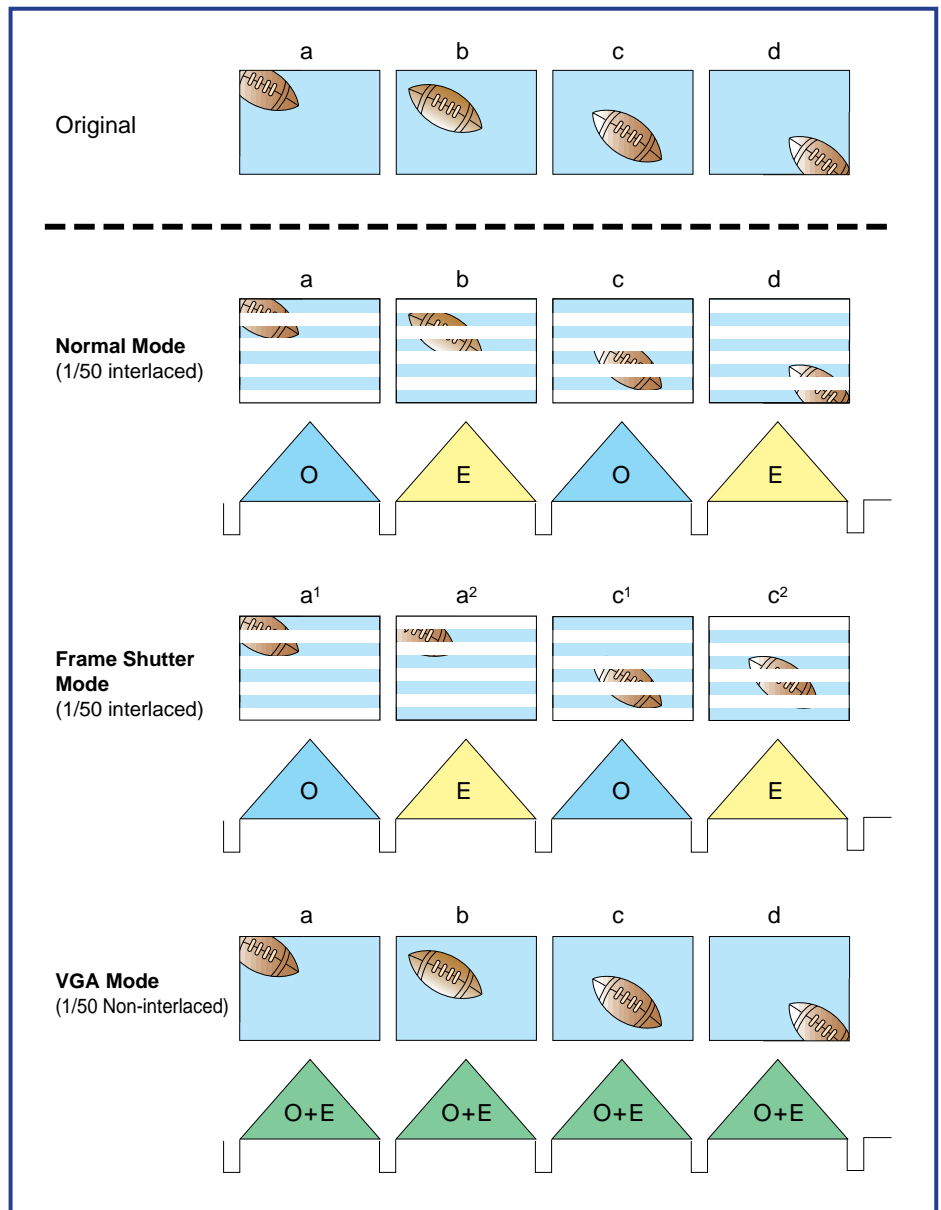 a b c d
Original
a b c d
Normal Mode
(1/50 interlaced)
O E O E
a¹ a² c¹ c²
Frame Shutter
Mode
(1/50 interlaced)
O E O E
a b c d
VGA Mode
(1/50 Non-interlaced)
O+E O+E O+E O+E